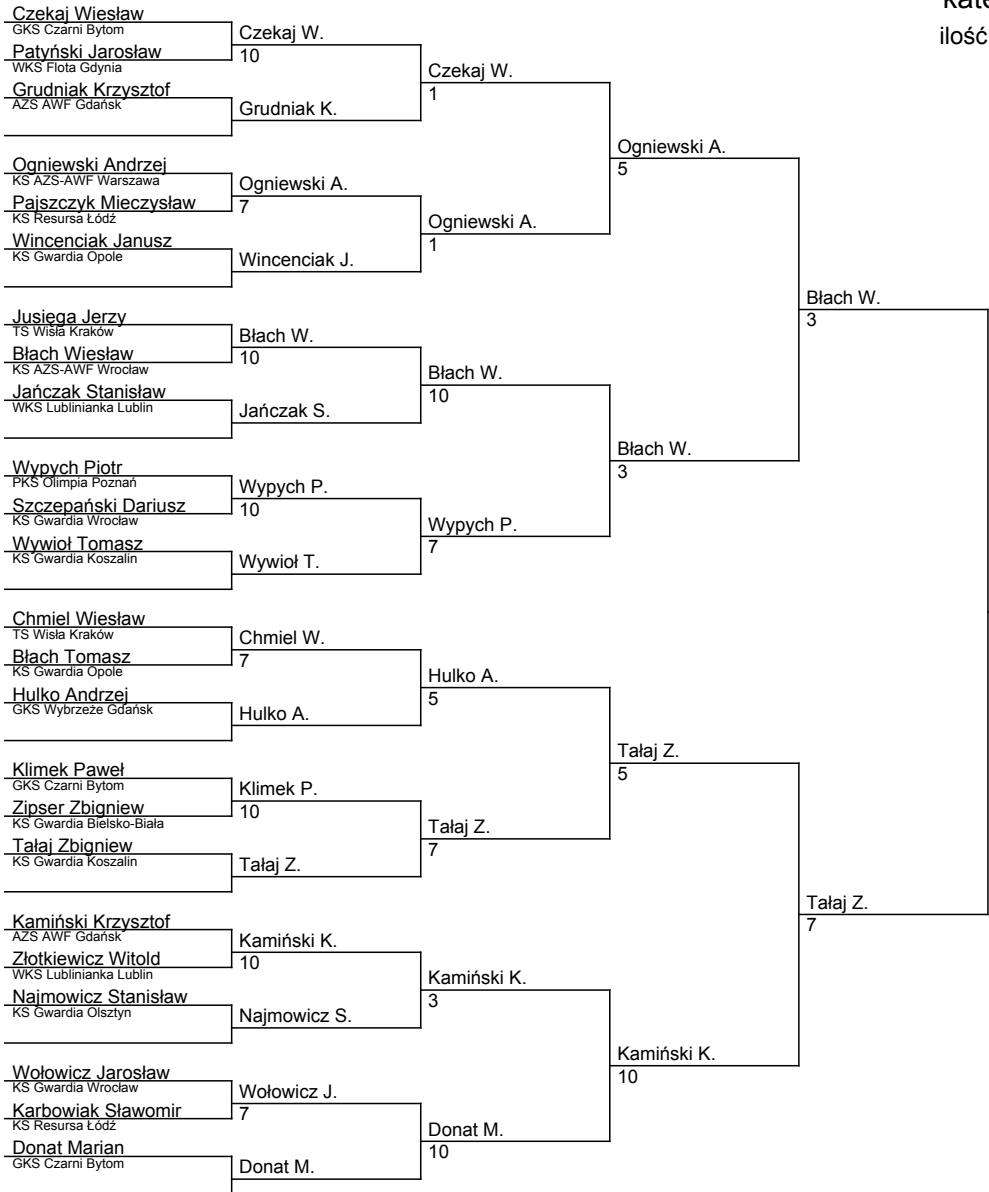 kate
ilość
Czekaj Wiesław
GKS Czarni Bytom
Patyński Jarosław
WKS Flota Gdynia
Grudniak Krzysztof
AZS AWF Gdańsk
Ogniewski Andrzej
KS AZS-AWF Warszawa
Pajszczyk Mieczysław
KS Resursa Łódź
Wincenciak Janusz
KS Gwardia Opole
Jusięga Jerzy
TS Wisła Kraków
Błach Wiesław
KS AZS-AWF Wrocław
Jańczak Stanisław
WKS Lublinianka Lublin
Wypych Piotr
PKS Olimpia Poznań
Szczepański Dariusz
KS Gwardia Wrocław
Wywioł Tomasz
KS Gwardia Koszalin
Chmiel Wiesław
TS Wisła Kraków
Błach Tomasz
KS Gwardia Opole
Hulko Andrzej
GKS Wybrzeże Gdańsk
Klimek Paweł
GKS Czarni Bytom
Zipser Zbigniew
KS Gwardia Bielsko-Biała
Tałaj Zbigniew
KS Gwardia Koszalin
Kamiński Krzysztof
AZS AWF Gdańsk
Złotkiewicz Witold
WKS Lublinianka Lublin
Najmowicz Stanisław
KS Gwardia Olsztyn
Wołowicz Jarosław
KS Gwardia Wrocław
Karbowiak Sławomir
KS Resursa Łódź
Donat Marian
GKS Czarni Bytom
Czekaj W.
10
Grudniak K.
Ogniewski A.
7
Wincenciak J.
Błach W.
10
Jańczak S.
Wypych P.
10
Wywioł T.
Chmiel W.
7
Hulko A.
Klimek P.
10
Tałaj Z.
Kamiński K.
10
Najmowicz S.
Wołowicz J.
7
Donat M.
Czekaj W.
1
Ogniewski A.
1
Błach W.
10
Wypych P.
7
Hulko A.
5
Tałaj Z.
7
Kamiński K.
3
Donat M.
10
Ogniewski A.
5
Błach W.
3
Tałaj Z.
5
Kamiński K.
10
Błach W.
3
Tałaj Z.
7